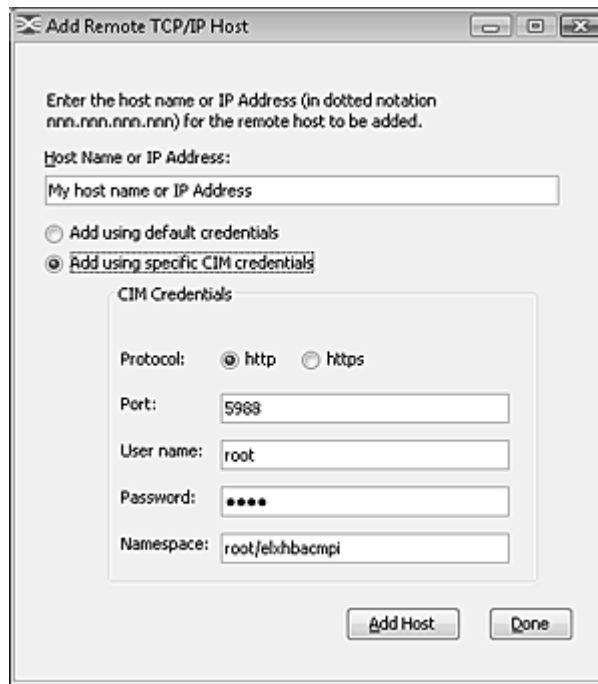 Add Remote TCP/IP Host
Enter the host name or IP Address (in dotted notation
nnn.nnn.nnn.nnn) for the remote host to be added.
Host Name or IP Address:
My host name or IP Address
Add using default credentials
Add using specific CIM credentials
CIM Credentials
Protocol: http https
Port: 5988
User name: root
Password: ●●●●
Namespace: root/elxhbacmpi
Add Host Done